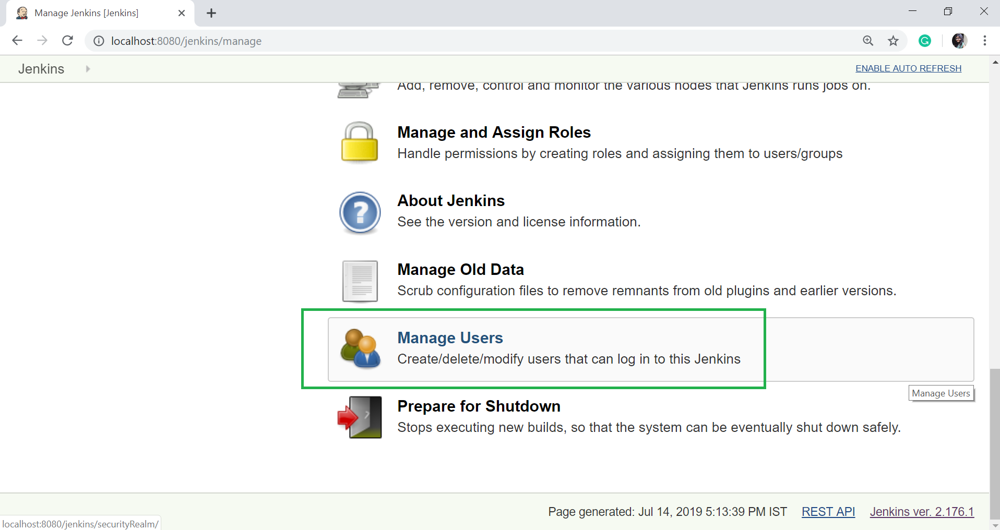 Manage Jenkins [Jenkins]
localhost:8080/jenkins/manage
Jenkins
ENABLE AUTO REFRESH
Add, remove, control and monitor the various nodes that Jenkins runs jobs on.
Manage and Assign Roles
Handle permissions by creating roles and assigning them to users/groups
About Jenkins
See the version and license information.
Manage Old Data
Scrub configuration files to remove remnants from old plugins and earlier versions.
Manage Users
Create/delete/modify users that can log in to this Jenkins
Manage Users
Prepare for Shutdown
Stops executing new builds, so that the system can be eventually shut down safely.
Page generated: Jul 14, 2019 5:13:39 PM IST REST API Jenkins ver. 2.176.1
localhost:8080/jenkins/securityRealm/